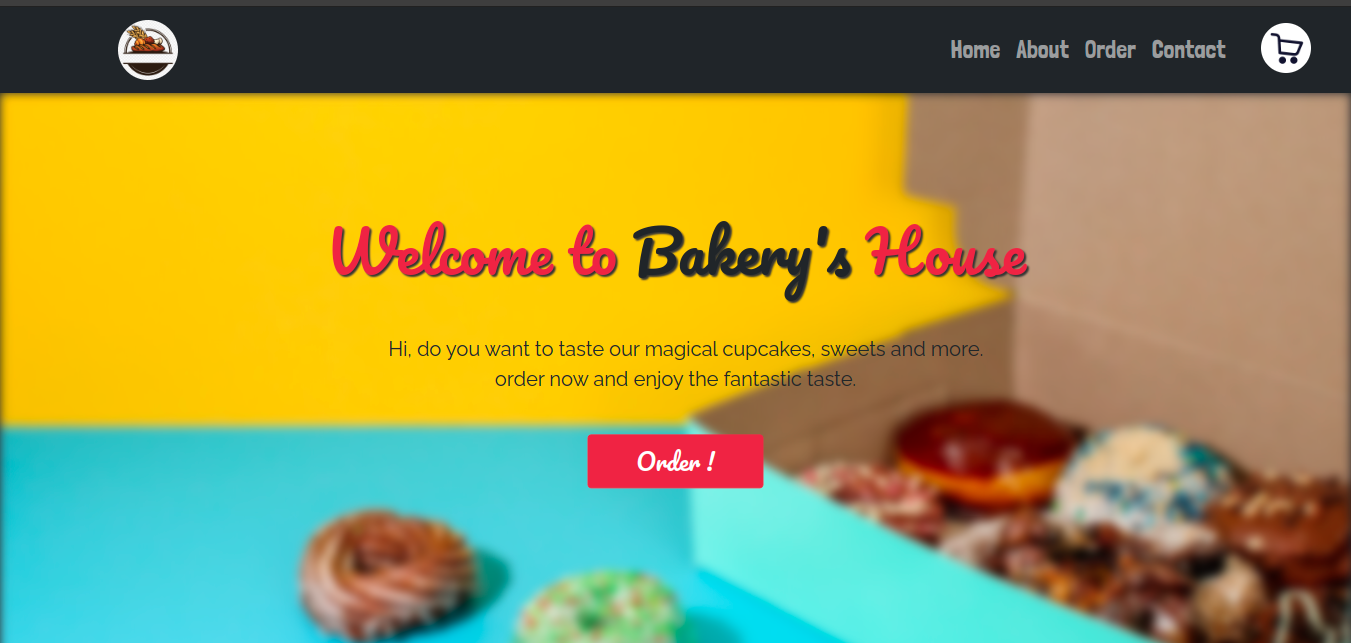 Home About Order Contact
Welcome to Bakery's House
Hi, do you want to taste our magical cupcakes, sweets and more.
order now and enjoy the fantastic taste.
Order !